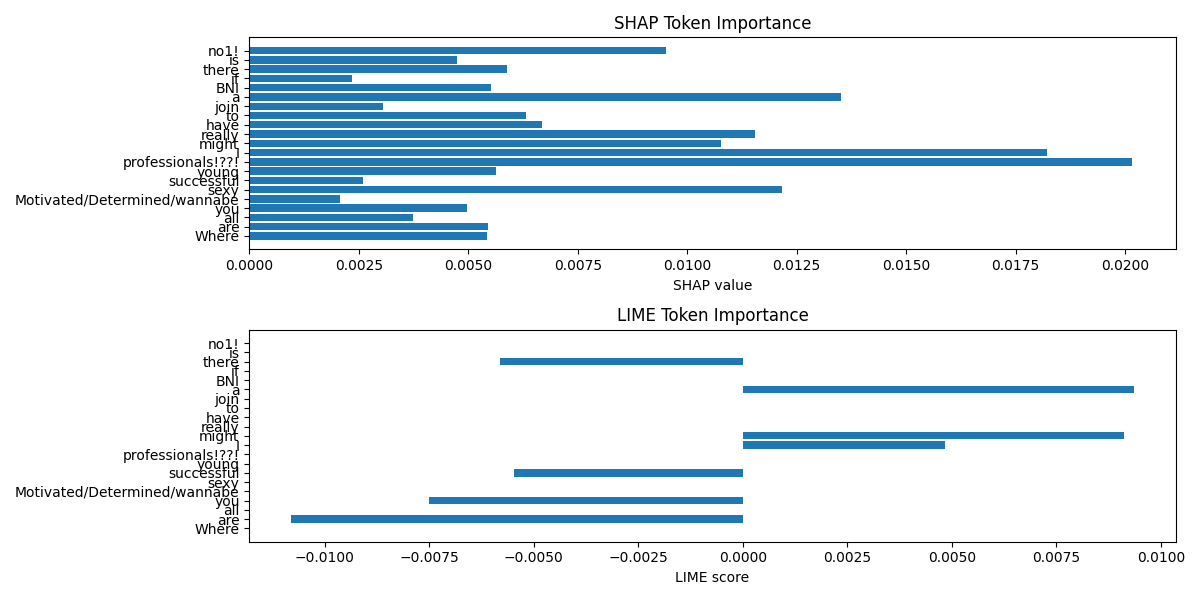 SHAP Token Importance
no1!
is
there
if
BNI
a
join
to
have
really
might
I
professionals!??!
young
successful
sexy
Motivated/Determined/wannabe
you
all
are
Where
0.0000 0.0025 0.0050 0.0075 0.0100 0.0125 0.0150 0.0175 0.0200
SHAP value
LIME Token Importance
no1!
is
there
if
BNI
a
join
to
have
really
might
I
professionals!??!
young
successful
sexy
Motivated/Determined/wannabe
you
all
are
Where
−0.0100 −0.0075 −0.0050 −0.0025 0.0000 0.0025 0.0050 0.0075 0.0100
LIME score